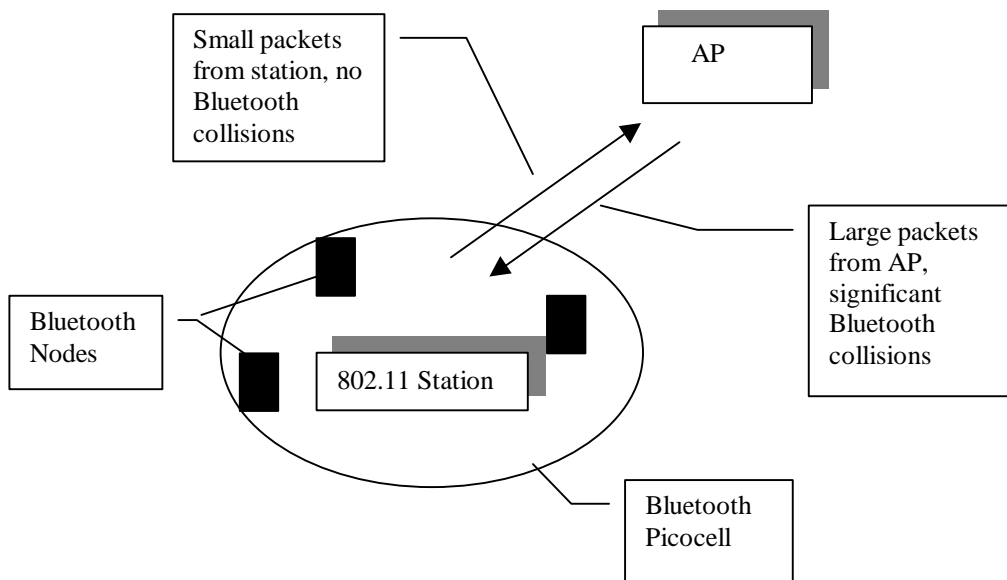 Small packets
from station, no
Bluetooth
collisions
AP
Large packets
from AP,
significant
Bluetooth
collisions
Bluetooth
Nodes
802.11 Station
Bluetooth
Picocell